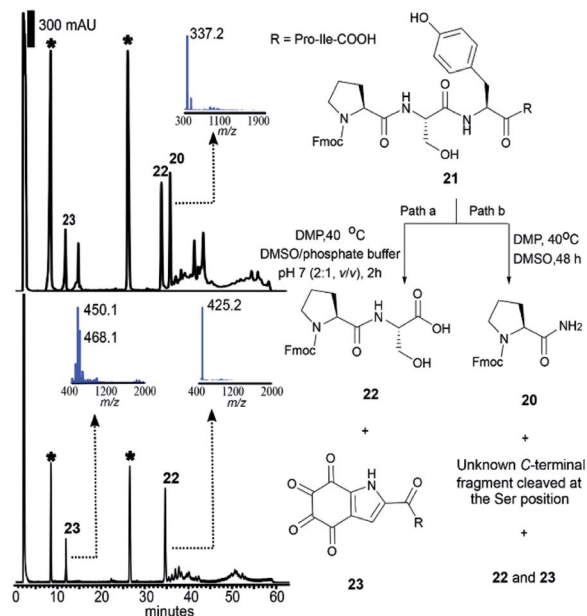 300 mAU
*
*
337.2
300 1100 1900
m/z
22
20
23
R = Pro-Ile-COOH
HO
O
H
N
O
N
Fmoc
O
N
H
R
OH
O
21
Path a
Path b
DMP,40 °C
DMSO/phosphate buffer
pH 7 (2:1, v/v), 2h
DMP, 40°C
DMSO,48 h
450.1
468.1
400 1200 2000
m/z
425.2
400 1200 2000
m/z
*
*
22
23
0 10 20 30 40 50 60
minutes
H
N
O
OH
N
Fmoc
O
OH
22
+
NH2
N
Fmoc
O
20
+
Unknown C-terminal
fragment cleaved at
the Ser position
+
22 and 23
O
O
H
N
O
O
O
R
23